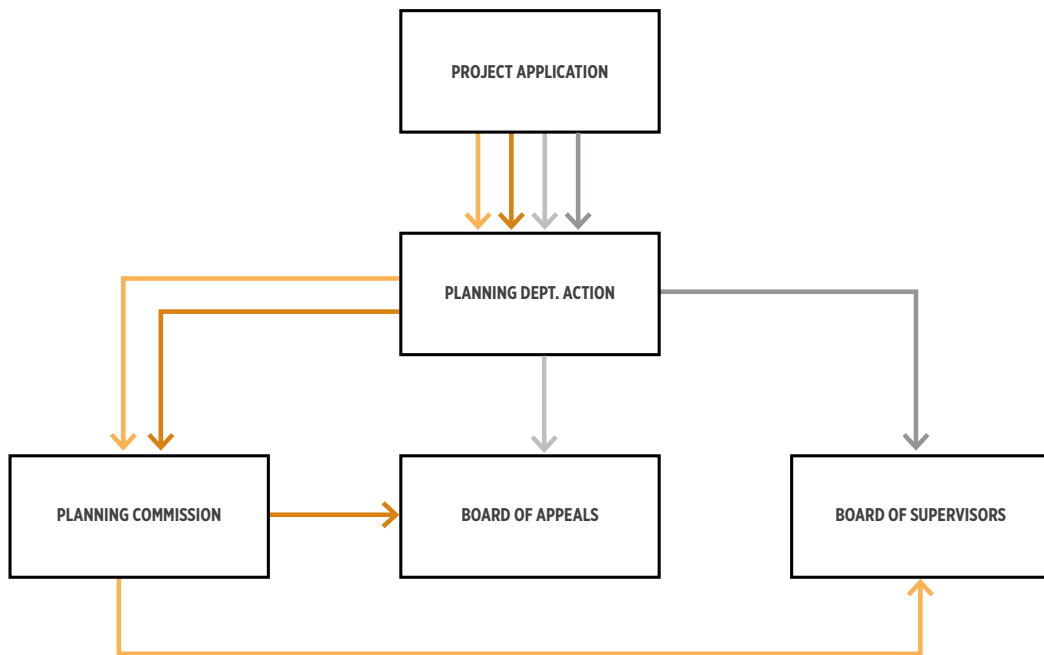 PROJECT APPLICATION
PLANNING DEPT. ACTION
PLANNING COMMISSION
BOARD OF APPEALS
BOARD OF SUPERVISORS